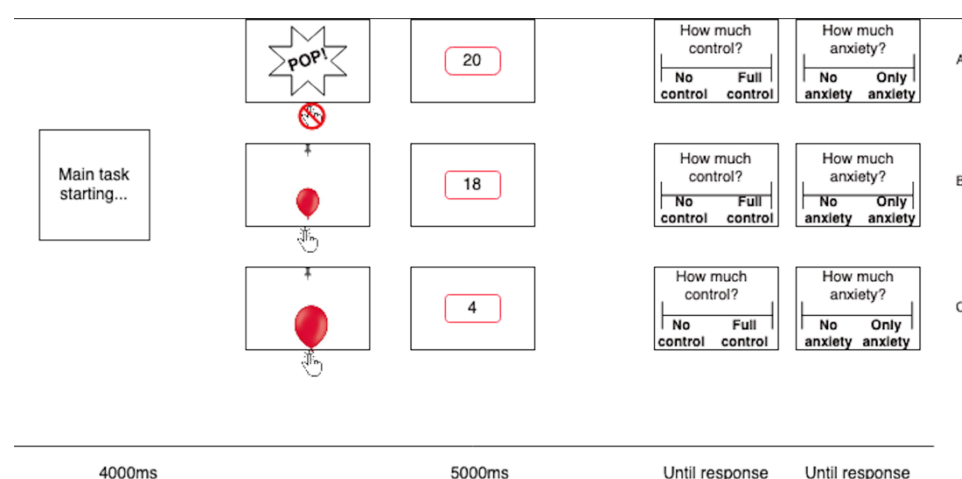 How much
control?
No Full
control control
How much
anxiety?
No Only
anxiety anxiety
POP!
20
A
Main task
starting...
18
How much
control?
No Full
control control
How much
anxiety?
No Only
anxiety anxiety
B
4
How much
control?
No Full
control control
How much
anxiety?
No Only
anxiety anxiety
4000ms
5000ms
Until response
Until response